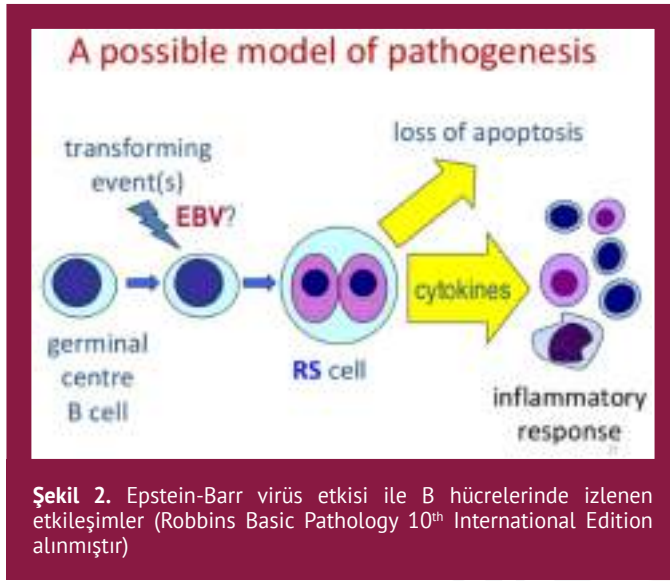 A possible model of pathogenesis
loss of apoptosis
transforming
event(s)
EBV?
cytokines
germinal
centre
B cell
RS cell
inflammatory
response
Şekil 2. Epstein-Barr virüs etkisi ile B hücrelerinde izlenen
etkileşimler (Robbins Basic Pathology 10th International Edition
alınmıştır)